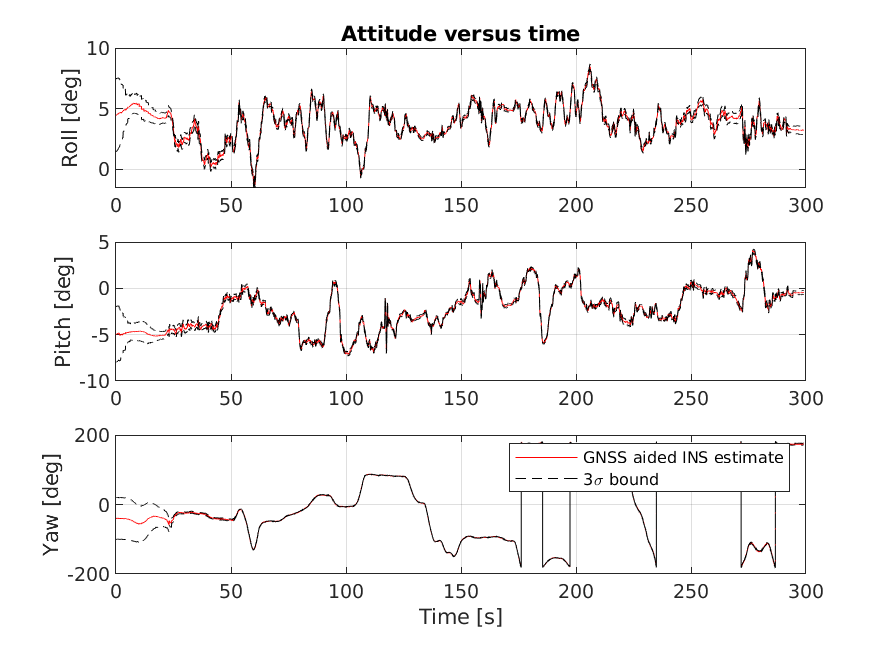 Attitude versus time
10
5
0
Roll [deg]
0 50 100 150 200 250 300
5
0
-5
-10
Pitch [deg]
0 50 100 150 200 250 300
200
0
-200
Yaw [deg]
GNSS aided INS estimate
3σ bound
0 50 100 150 200 250 300
Time [s]